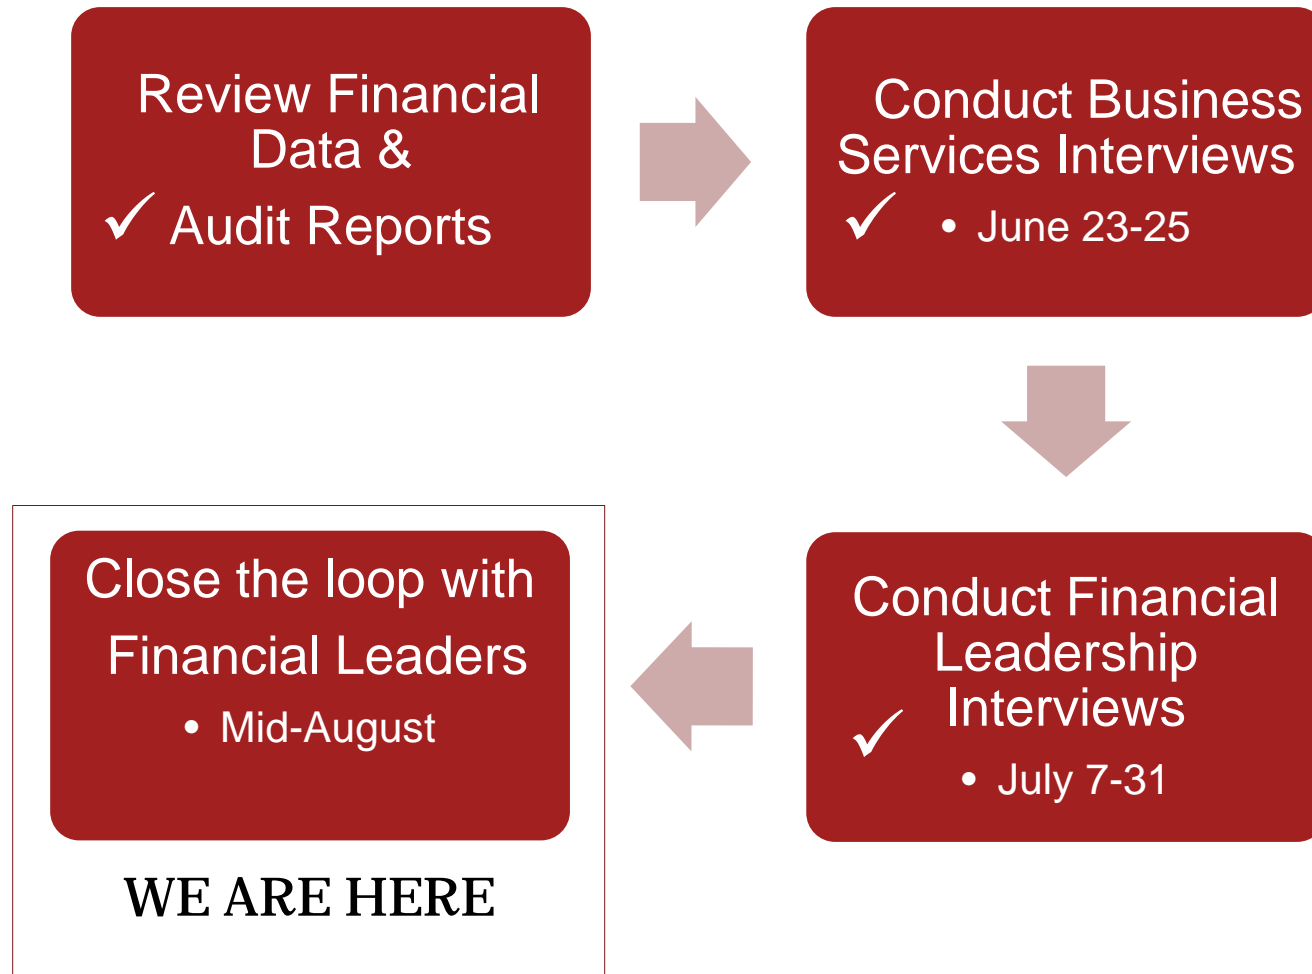 Review Financial
Data &
✓ Audit Reports
Conduct Business
Services Interviews
✓ • June 23-25
Conduct Financial
Leadership
Interviews
✓
• July 7-31
Close the loop with
Financial Leaders
• Mid-August
WE ARE HERE